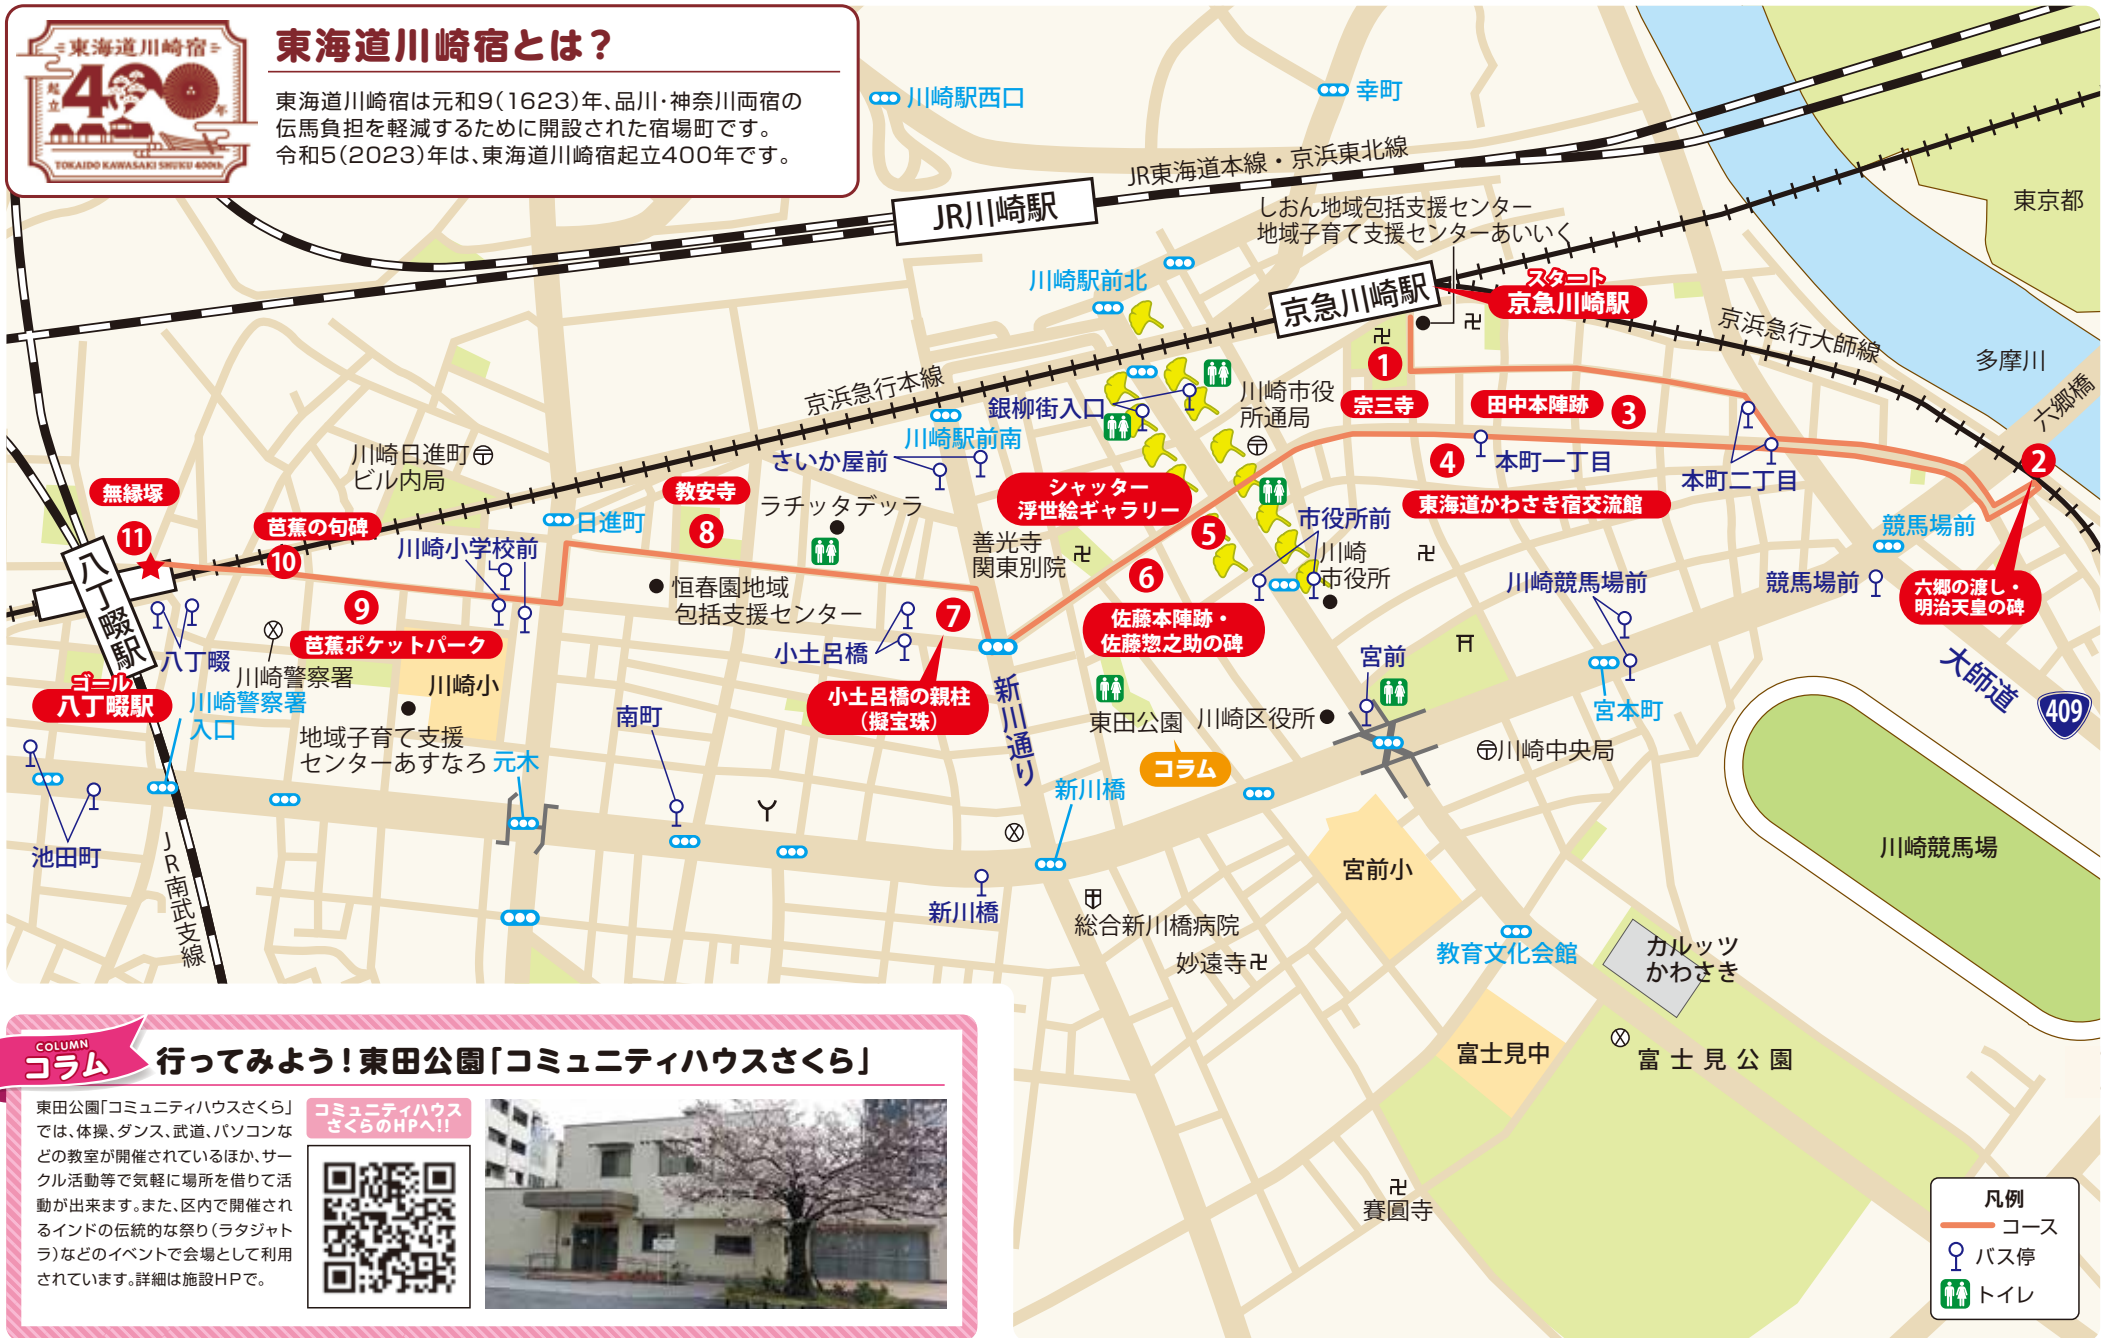 東海道川崎宿
起立
400
年
TOKAIDO KAWASAKI SHUKU 400th
東海道川崎宿とは？
東海道川崎宿は元和9（1623）年、品川・神奈川両宿の
伝馬負担を軽減するために開設された宿場町です。
令和5（2023）年は、東海道川崎宿起立400年です。
川崎駅西口
幸町
JR東海道本線・京浜東北線
JR川崎駅
東京都
しおん地域包括支援センター
地域子育て支援センターあいいく
川崎駅前北
京急川崎駅
スタート
京急川崎駅
京浜急行大師線
多摩川
六郷橋
京浜急行本線
1
宗三寺
田中本陣跡
3
川崎市役
所通局
銀柳街入口
川崎駅前南
さいか屋前
4
本町一丁目
本町二丁目
2
東海道かわさき宿交流館
川崎日進町
ビル内局
無縁塚
11
芭蕉の句碑
10
川崎小学校前
日進町
教安寺
8
ラチッタデッラ
シャッター
浮世絵ギャラリー
5
善光寺
関東別院
市役所前
川崎
市役所
競馬場前
競馬場前
川崎競馬場前
六郷の渡し・
明治天皇の碑
八丁畷駅
9
芭蕉ポケットパーク
恒春園地域
包括支援センター
7
6
佐藤本陣跡・
佐藤惣之助の碑
小土呂橋
八丁畷
川崎警察署
ゴール
八丁畷駅
川崎警察署
入口
川崎小
小土呂橋の親柱
（擬宝珠）
新川通り
宮前
宮本町
大師道
409
東田公園
川崎区役所
コラム
川崎中央局
南町
地域子育て支援
センターあすなろ
元木
新川橋
池田町
JR南武支線
川崎競馬場
宮前小
新川橋
総合新川橋病院
妙遠寺
教育文化会館
カルッツ
かわさき
富士見中
富士見公園
賽圓寺
COLUMN
コラム
行ってみよう！東田公園「コミュニティハウスさくら」
東田公園「コミュニティハウスさくら」
では、体操、ダンス、武道、パソコンな
どの教室が開催されているほか、サー
クル活動等で気軽に場所を借りて活
動が出来ます。また、区内で開催され
るインドの伝統的な祭り（ラタジャト
ラ）などのイベントで会場として利用
されています。詳細は施設HPで。
コミュニティハウス
さくらのHPへ!!
凡例
コース
バス停
トイレ